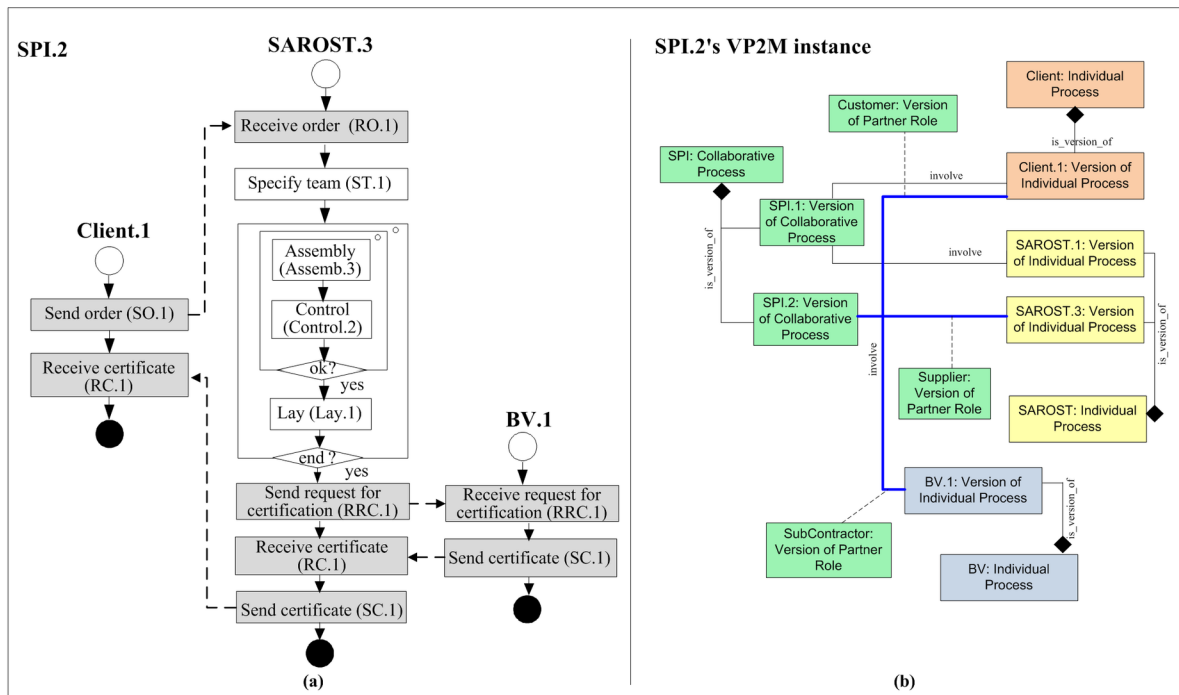 SPI.2
SAROST.3
Receive order (RO.1)
Specify team (ST.1)
Assembly
(Assemb.3)
Control
(Control.2)
ok?
yes
Lay (Lay.1)
end ?
yes
Send request for
certification (RRC.1)
Receive certificate
(RC.1)
Send certificate (SC.1)
Client.1
Send order (SO.1)
Receive certificate
(RC.1)
BV.1
Receive request for
certification (RRC.1)
Send certificate (SC.1)
(a)
SPI.2's VP2M instance
Client: Individual
Process
is_version_of
Customer: Version
of Partner Role
Client.1: Version of
Individual Process
involve
SPI: Collaborative
Process
is_version_of
SPI.1: Version
of Collaborative
Process
involve
SAROST.1: Version
of Individual Process
SPI.2: Version
of Collaborative
Process
SAROST.3: Version
of Individual Process
is_version_of
involve
Supplier:
Version of
Partner Role
SAROST: Individual
Process
BV.1: Version of
Individual Process
is_version_of
SubContractor:
Version of Partner
Role
BV: Individual
Process
(b)